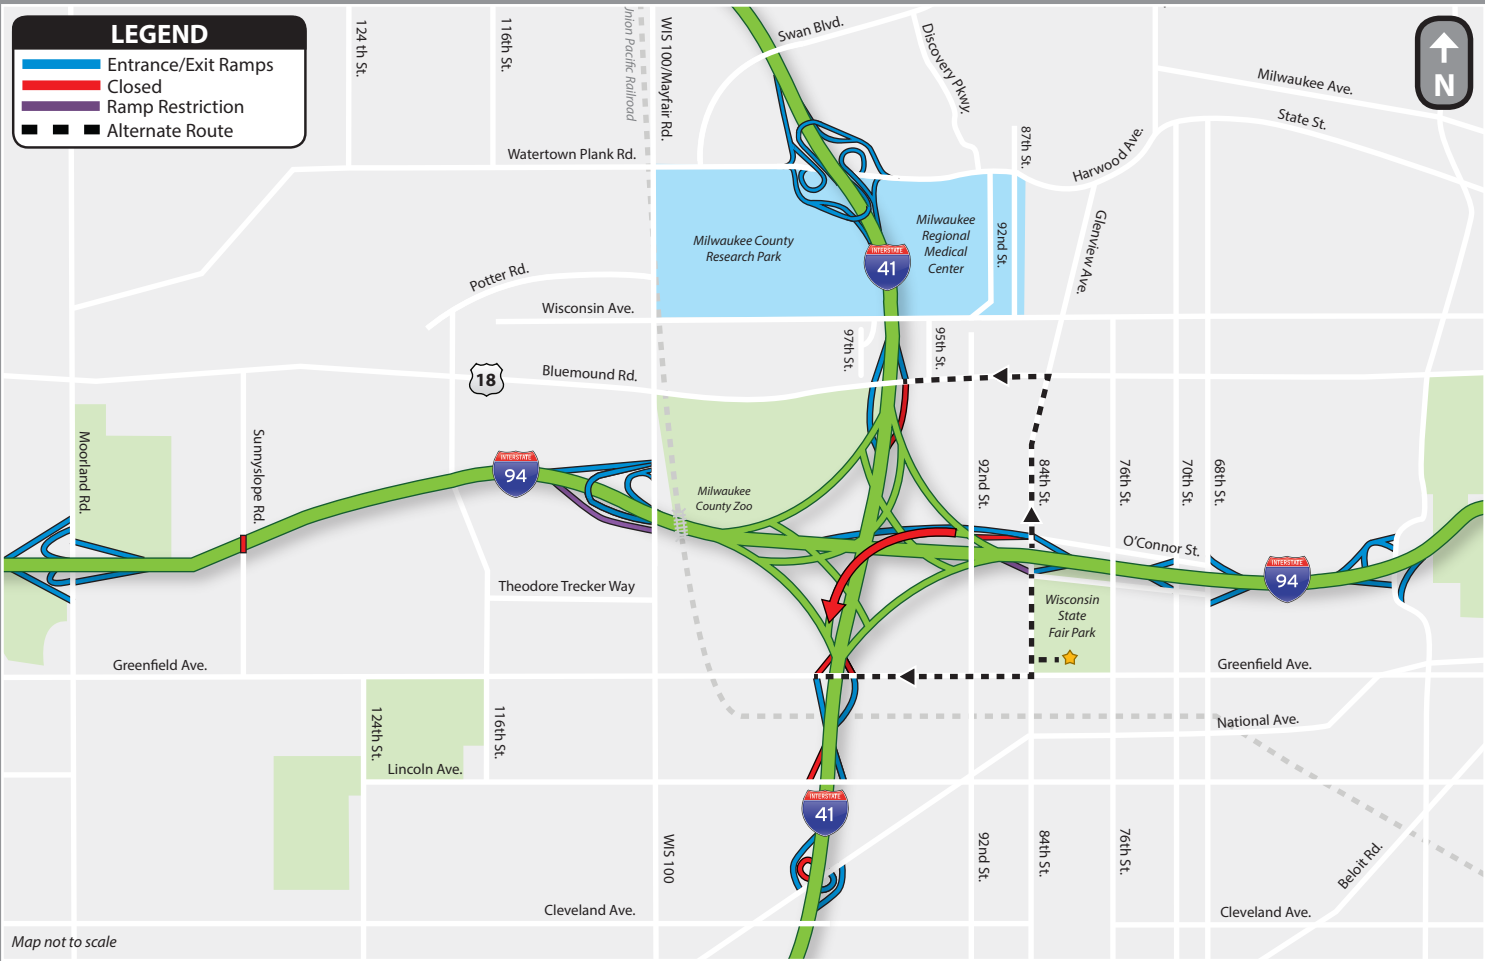 LEGEND
Entrance/Exit Ramps
Closed
Ramp Restriction
Alternate Route
124 th St.
116th St.
Union Pacific Railroad
WIS 100/Mayfair Rd.
Swan Blvd.
Discovery Pkwy.
Milwaukee Ave.
State St.
N
87th St.
Harwood Ave.
Watertown Plank Rd.
Milwaukee County
Research Park
Milwaukee
Regional
Medical
Center
92nd St.
Glenview Ave.
INTERSTATE
41
Potter Rd.
Wisconsin Ave.
97th St.
95th St.
18
Bluemound Rd.
Moorland Rd.
Sunnyslope Rd.
INTERSTATE
94
Milwaukee
County Zoo
92nd St.
84th St.
76th St.
70th St.
68th St.
O'Connor St.
INTERSTATE
94
Theodore Trecker Way
Wisconsin
State
Fair Park
Greenfield Ave.
Greenfield Ave.
124th St.
116th St.
National Ave.
Lincoln Ave.
INTERSTATE
41
WIS 100
92nd St.
84th St.
76th St.
Beloit Rd.
Cleveland Ave.
Cleveland Ave.
Map not to scale